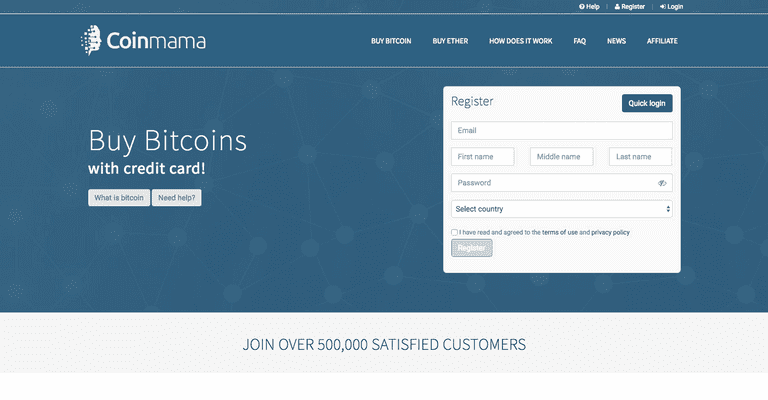 Help | Register | Login
Coinmama
BUY BITCOIN BUY ETHER HOW DOES IT WORK FAQ NEWS AFFILIATE
Buy Bitcoins
with credit card!
What is bitcoin Need help?
Register Quick login
Email
First name Middle name Last name
Password
Select country
I have read and agreed to the terms of use and privacy policy
Register
JOIN OVER 500,000 SATISFIED CUSTOMERS